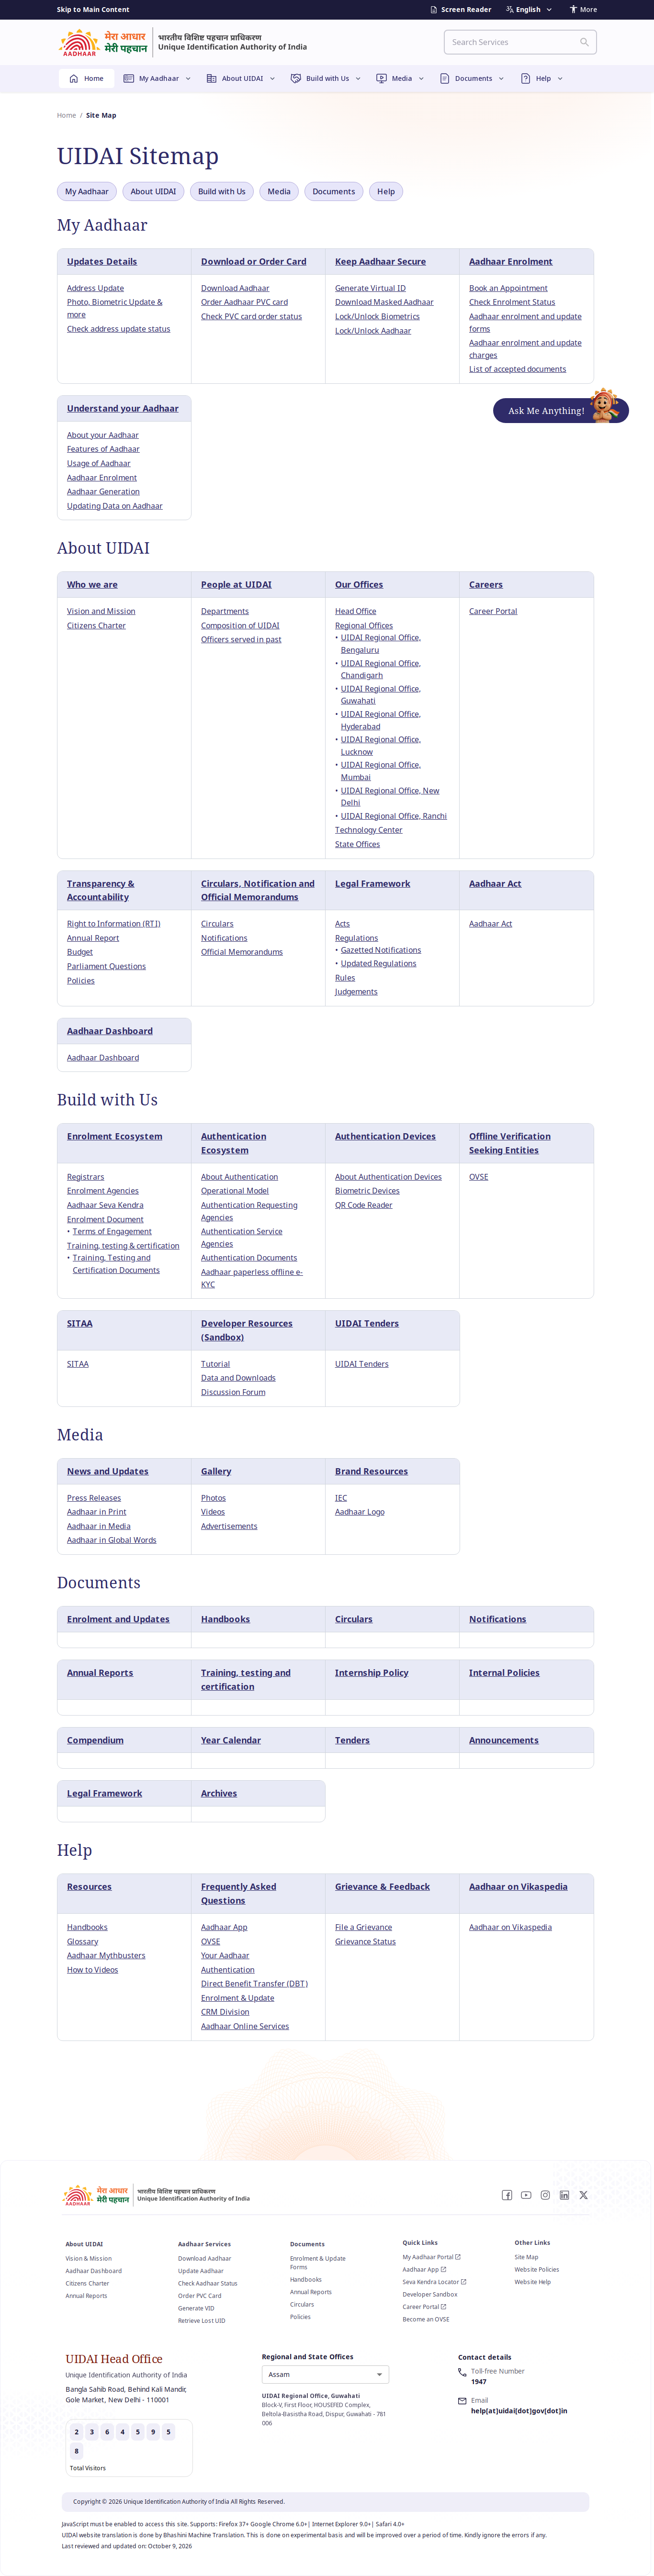 Skip to Main Content
Screen Reader
English
More
मेरा आधार
मेरी पहचान
AADHAAR
भारतीय विशिष्ट पहचान प्राधिकरण
Unique Identification Authority of India
Search Services
Home
My Aadhaar
About UIDAI
Build with Us
Media
Documents
Help
Home / Site Map
UIDAI Sitemap
My Aadhaar
About UIDAI
Build with Us
Media
Documents
Help
My Aadhaar
Updates Details
Address Update
Photo, Biometric Update &
more
Check address update status
Download or Order Card
Download Aadhaar
Order Aadhaar PVC card
Check PVC card order status
Keep Aadhaar Secure
Generate Virtual ID
Download Masked Aadhaar
Lock/Unlock Biometrics
Lock/Unlock Aadhaar
Aadhaar Enrolment
Book an Appointment
Check Enrolment Status
Aadhaar enrolment and update
forms
Aadhaar enrolment and update
charges
List of accepted documents
Understand your Aadhaar
About your Aadhaar
Features of Aadhaar
Usage of Aadhaar
Aadhaar Enrolment
Aadhaar Generation
Updating Data on Aadhaar
Ask Me Anything!
About UIDAI
Who we are
Vision and Mission
Citizens Charter
People at UIDAI
Departments
Composition of UIDAI
Officers served in past
Our Offices
Head Office
Regional Offices
• UIDAI Regional Office,
Bengaluru
• UIDAI Regional Office,
Chandigarh
• UIDAI Regional Office,
Guwahati
• UIDAI Regional Office,
Hyderabad
• UIDAI Regional Office,
Lucknow
• UIDAI Regional Office,
Mumbai
• UIDAI Regional Office, New
Delhi
• UIDAI Regional Office, Ranchi
Technology Center
State Offices
Careers
Career Portal
Transparency &
Accountability
Right to Information (RTI)
Annual Report
Budget
Parliament Questions
Policies
Circulars, Notification and
Official Memorandums
Circulars
Notifications
Official Memorandums
Legal Framework
Acts
Regulations
• Gazetted Notifications
• Updated Regulations
Rules
Judgements
Aadhaar Act
Aadhaar Act
Aadhaar Dashboard
Aadhaar Dashboard
Build with Us
Enrolment Ecosystem
Registrars
Enrolment Agencies
Aadhaar Seva Kendra
Enrolment Document
• Terms of Engagement
Training, testing & certification
• Training, Testing and
Certification Documents
Authentication
Ecosystem
About Authentication
Operational Model
Authentication Requesting
Agencies
Authentication Service
Agencies
Authentication Documents
Aadhaar paperless offline e-
KYC
Authentication Devices
About Authentication Devices
Biometric Devices
QR Code Reader
Offline Verification
Seeking Entities
OVSE
SITAA
SITAA
Developer Resources
(Sandbox)
Tutorial
Data and Downloads
Discussion Forum
UIDAI Tenders
UIDAI Tenders
Media
News and Updates
Press Releases
Aadhaar in Print
Aadhaar in Media
Aadhaar in Global Words
Gallery
Photos
Videos
Advertisements
Brand Resources
IEC
Aadhaar Logo
Documents
Enrolment and Updates
Handbooks
Circulars
Notifications
Annual Reports
Training, testing and
certification
Internship Policy
Internal Policies
Compendium
Year Calendar
Tenders
Announcements
Legal Framework
Archives
Help
Resources
Handbooks
Glossary
Aadhaar Mythbusters
How to Videos
Frequently Asked
Questions
Aadhaar App
OVSE
Your Aadhaar
Authentication
Direct Benefit Transfer (DBT)
Enrolment & Update
CRM Division
Aadhaar Online Services
Grievance & Feedback
File a Grievance
Grievance Status
Aadhaar on Vikaspedia
Aadhaar on Vikaspedia
मेरा आधार
मेरी पहचान
AADHAAR
भारतीय विशिष्ट पहचान प्राधिकरण
Unique Identification Authority of India
About UIDAI
Vision & Mission
Aadhaar Dashboard
Citizens Charter
Annual Reports
Aadhaar Services
Download Aadhaar
Update Aadhaar
Check Aadhaar Status
Order PVC Card
Generate VID
Retrieve Lost UID
Documents
Enrolment & Update
Forms
Handbooks
Annual Reports
Circulars
Policies
Quick Links
My Aadhaar Portal
Aadhaar App
Seva Kendra Locator
Developer Sandbox
Career Portal
Become an OVSE
Other Links
Site Map
Website Policies
Website Help
UIDAI Head Office
Unique Identification Authority of India
Bangla Sahib Road, Behind Kali Mandir,
Gole Market, New Delhi - 110001
2 3 6 4 5 9 5
8
Total Visitors
Regional and State Offices
Assam
UIDAI Regional Office, Guwahati
Block-V, First Floor, HOUSEFED Complex,
Beltola-Basistha Road, Dispur, Guwahati - 781
006
Contact details
Toll-free Number
1947
Email
help[at]uidai[dot]gov[dot]in
Copyright © 2026 Unique Identification Authority of India All Rights Reserved.
JavaScript must be enabled to access this site. Supports: Firefox 37+ Google Chrome 6.0+| Internet Explorer 9.0+| Safari 4.0+
UIDAI website translation is done by Bhashini Machine Translation. This is done on experimental basis and will be improved over a period of time. Kindly ignore the errors if any.
Last reviewed and updated on: October 9, 2026